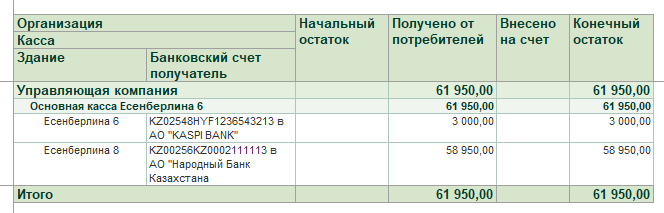 Организация Начальный остаток Получено от потребителей Внесено на счет Конечный остаток
Касса
Здание Банковский счет получатель
Управляющая компания 61 950,00 61 950,00
Основная касса Есенберлина 6 61 950,00 61 950,00
Есенберлина 6 KZ02548HYF1236543213 в 3 000,00 3 000,00
АО "KASPI BANK"
Есенберлина 8 KZ00256KZ0002111113 в 58 950,00 58 950,00
АО "Народный Банк
Казахстана
Итого 61 950,00 61 950,00